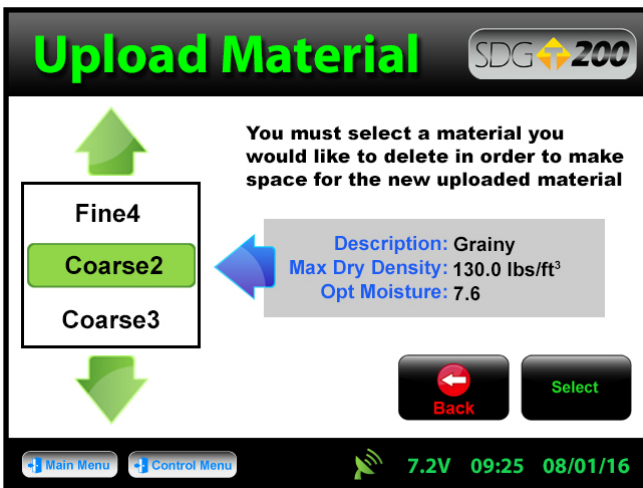 Upload Material
SDG 200
You must select a material you
would like to delete in order to make
space for the new uploaded material
Fine4
Coarse2
Coarse3
Description: Grainy
Max Dry Density: 130.0 lbs/ft³
Opt Moisture: 7.6
Back
Select
Main Menu
Control Menu
7.2V 09:25 08/01/16